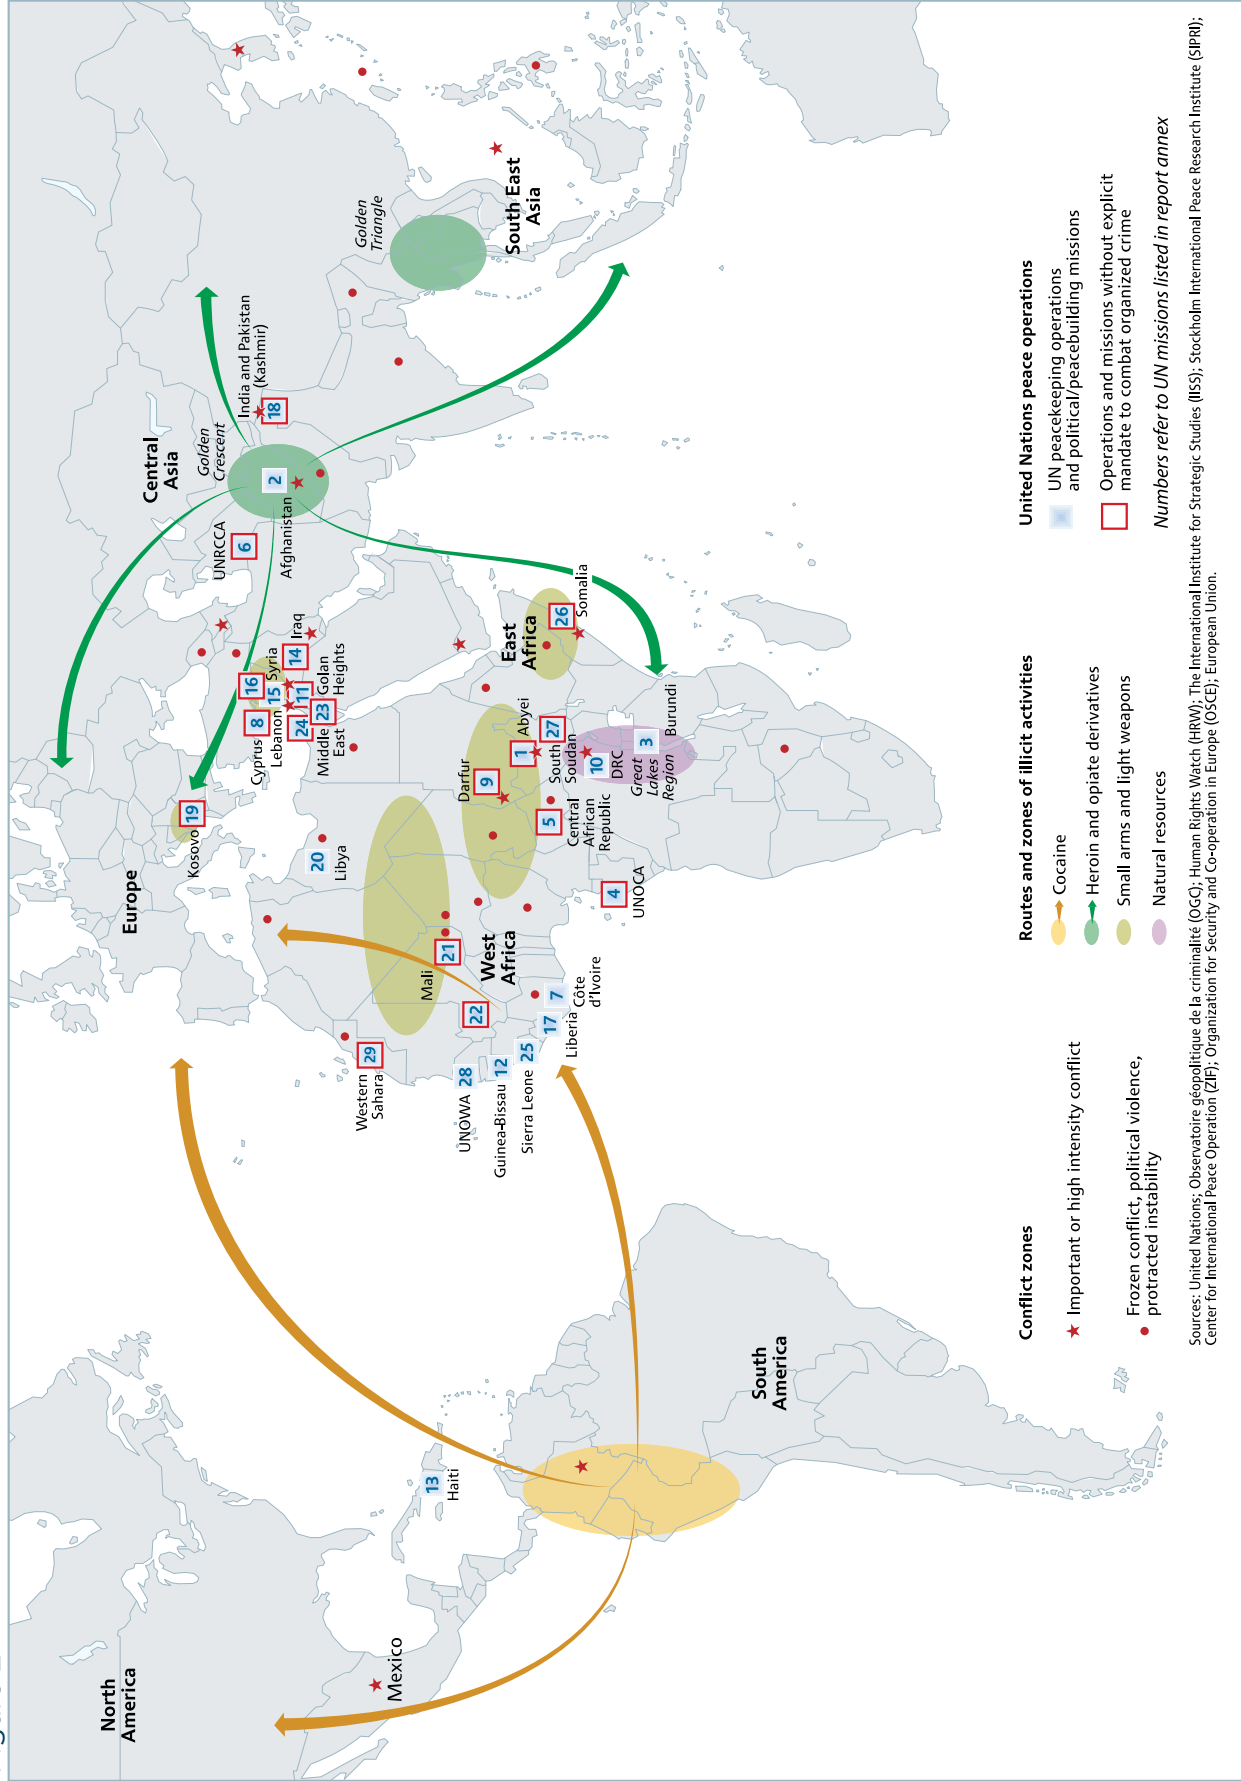 North
America
Mexico
13
Haiti
South
America
Europe
Kosovo
19
Central
Asia
UNRCCA
6
Golden
Crescent
2
Afghanistan
India and Pakistan
(Kashmir)
18
Golden
Triangle
South East
Asia
Cyprus
8
Lebanon
16
15
Syria
14
Iraq
11
Golan
Heights
24
23
Middle
East
20
Libya
Western
Sahara
29
Mali
21
22
West
Africa
UNOWA
28
Guinea-Bissau
12
Sierra Leone
25
17
Liberia
7
Côte
d'Ivoire
Darfur
9
1
Abyei
27
South
Soudan
5
Central
African
Republic
10
DRC
4
UNOCA
3
Burundi
Great
Lakes
Region
East
Africa
26
Somalia
Conflict zones
Important or high intensity conflict
Frozen conflict, political violence,
protracted instability
Routes and zones of illicit activities
Cocaine
Heroin and opiate derivatives
Small arms and light weapons
Natural resources
United Nations peace operations
UN peacekeeping operations
and political/peacebuilding missions
Operations and missions without explicit
mandate to combat organized crime
Numbers refer to UN missions listed in report annex
Sources: United Nations; Observatoire géopolitique de la criminalité (OGC); Human Rights Watch (HRW); The International Institute for Strategic Studies (IISS); Stockholm International Peace Research Institute (SIPRI);
Center for International Peace Operation (ZIF); Organization for Security and Co-operation in Europe (OSCE); European Union.